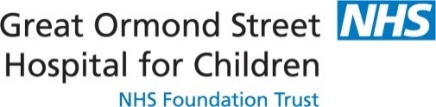 Great Ormond Street NHS
Hospital for Children
NHS Foundation Trust